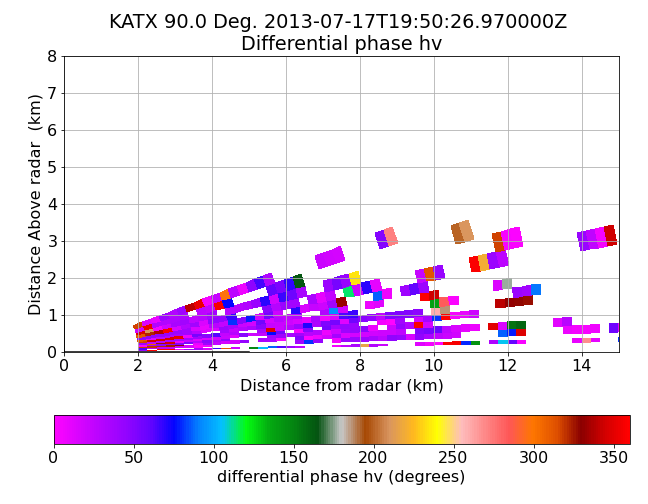 KATX 90.0 Deg. 2013-07-17T19:50:26.970000Z
Differential phase hv
Distance Above radar  (km)
8
7
6
5
4
3
2
1
0
0 2 4 6 8 10 12 14
Distance from radar (km)
0 50 100 150 200 250 300 350
differential phase hv (degrees)